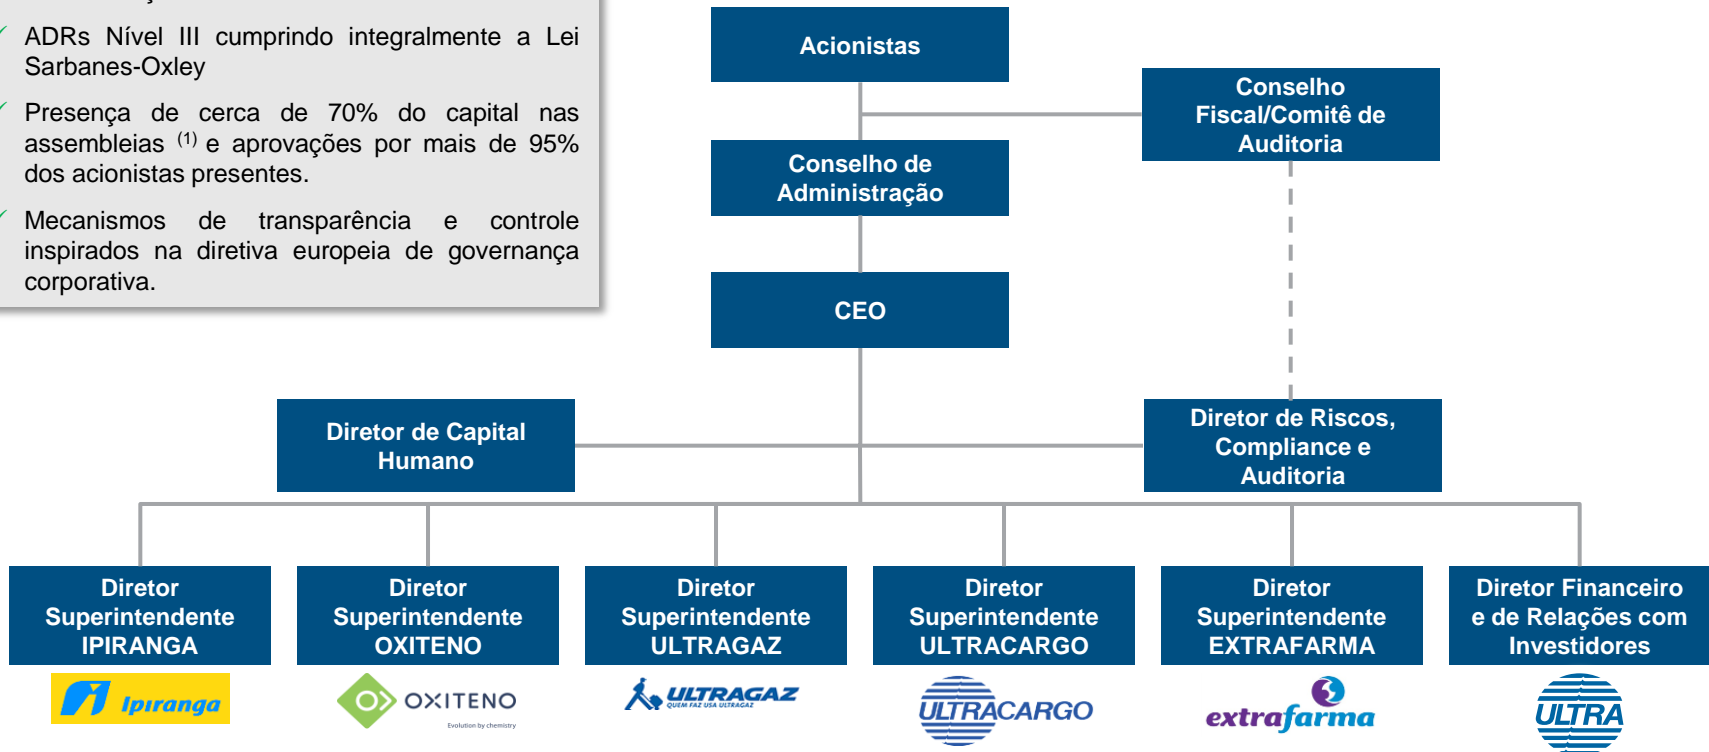 ADRs Nível III cumprindo integralmente a Lei
Sarbanes-Oxley
Presença de cerca de 70% do capital nas
assembleias (1) e aprovações por mais de 95%
dos acionistas presentes.
Mecanismos de transparência e controle
inspirados na diretiva europeia de governança
corporativa.
Acionistas
Conselho
Fiscal/Comitê de
Auditoria
Conselho de
Administração
CEO
Diretor de Capital
Humano
Diretor de Riscos,
Compliance e
Auditoria
Diretor
Superintendente
IPIRANGA
Diretor
Superintendente
OXITENO
Diretor
Superintendente
ULTRAGAZ
Diretor
Superintendente
ULTRACARGO
Diretor
Superintendente
EXTRAFARMA
Diretor Financeiro
e de Relações com
Investidores
Ipiranga
OXITENO
Evolution by chemistry
ULTRAGAZ
QUEM FAZ USA ULTRAGAZ
ULTRACARGO
extrafarma
ULTRA